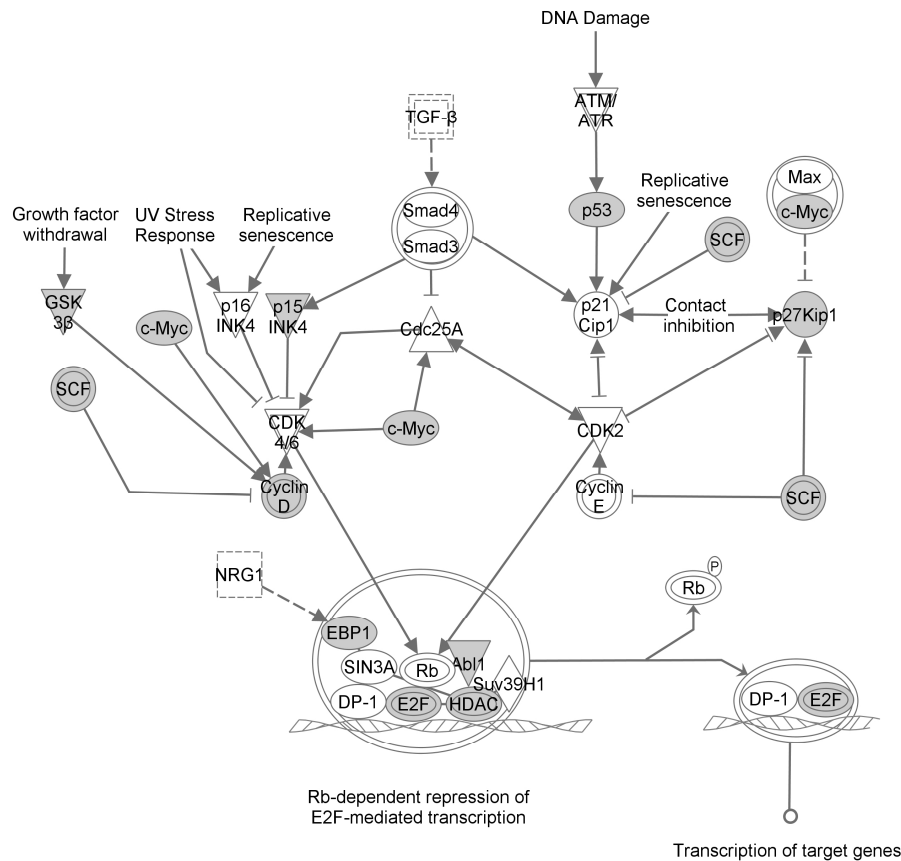 DNA Damage
ATM/
ATR
TGF-β
Max
c-Myc
Smad4
Smad3
p53
Replicative
senescence
SCF
Growth factor
withdrawal
UV Stress
Response
Replicative
senescence
GSK
3β
p16
INK4
p15
INK4
c-Myc
Cdc25A
p21
Cip1
Contact
inhibition
p27Kip1
SCF
CDK
4/6
c-Myc
CDK2
Cyclin
D
Cyclin
E
SCF
NRG1
EBP1
SIN3A
Rb
Abl1
Suv39H1
DP-1
E2F
HDAC
P
Rb
DP-1
E2F
Rb-dependent repression of
E2F-mediated transcription
Transcription of target genes